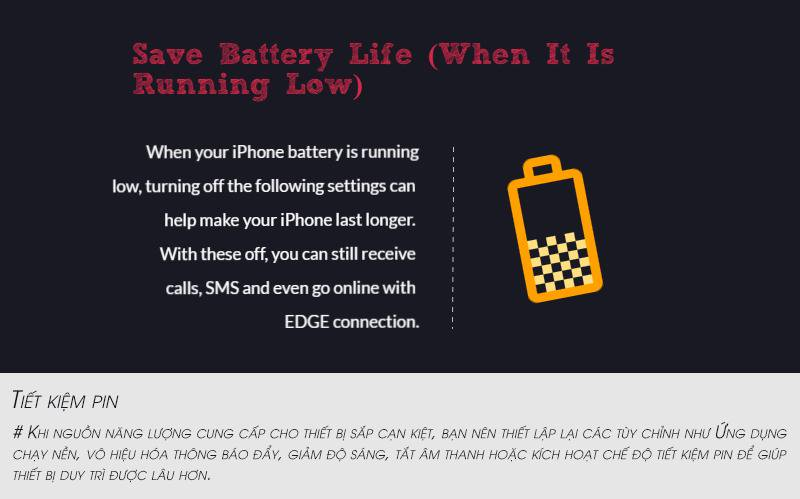 Save Battery Life (When It Is
Running Low)
When your iPhone battery is running
low, turning off the following settings can
help make your iPhone last longer.
With these off, you can still receive
calls, SMS and even go online with
EDGE connection.
Tiết kiệm pin
# Khi nguồn năng lượng cung cấp cho thiết bị sắp cạn kiệt, bạn nên thiết lập lại các tùy chỉnh như Ứng dụng
chạy nền, vô hiệu hóa thông báo đẩy, giảm độ sáng, tắt âm thanh hoặc kích hoạt chế độ tiết kiệm pin để giúp
thiết bị duy trì được lâu hơn.